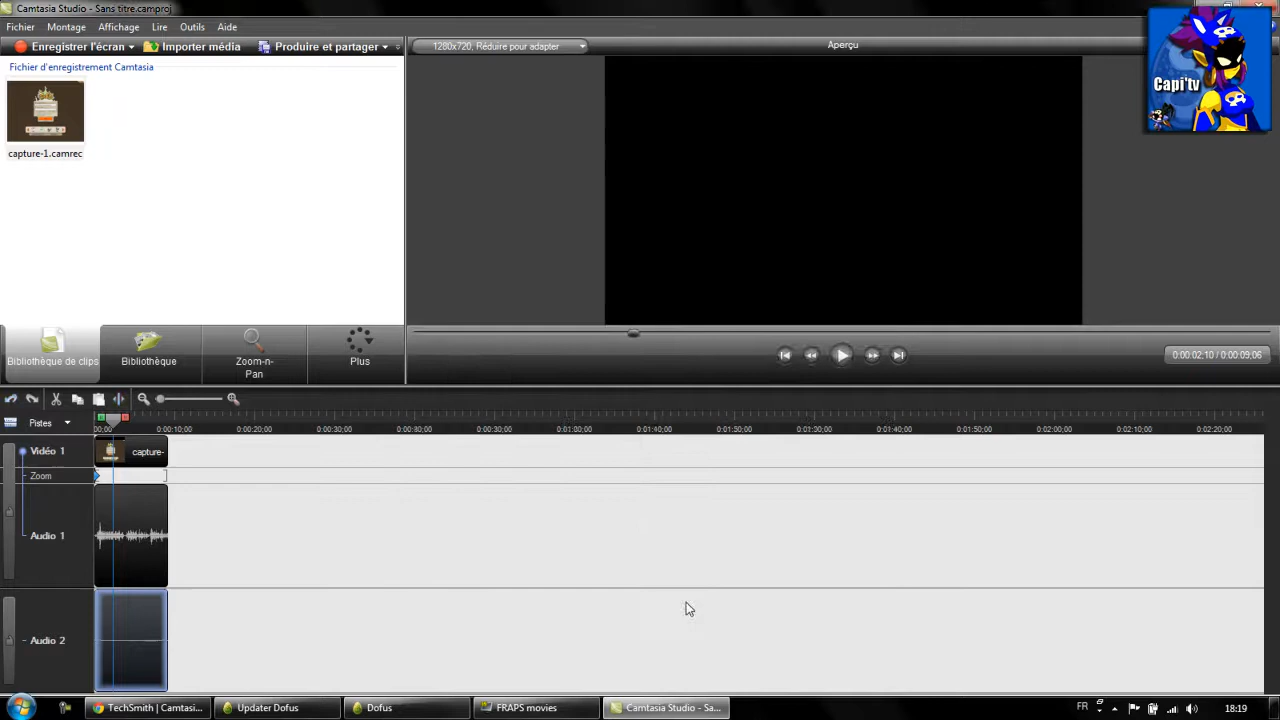 Camtasia Studio - Sans titre.camproj
Fichier Montage Affichage Lire Outils Aide
Enregistrer l'écran Importer média Produire et partager
1280x720, Réduire pour adapter
Aperçu
Fichier d'enregistrement Camtasia
Capi'tv
capture-1.camrec
Bibliothèque de clips
Bibliothèque
Zoom-n-
Pan
Plus
0:00:02,10 / 0:00:09,06
Pistes
00:00 0:00:10;00 0:00:20;00 0:00:30;00 0:00:40;00 0:00:50;00 0:01:00;00 0:01:10;00 0:01:20;00 0:01:30;00 0:01:40;00 0:01:50;00 0:02:00;00 0:02:10;00 0:02:20;00
Vidéo 1
capture-
Zoom
Audio 1
Audio 2
TechSmith | Camtasi...
Updater Dofus
Dofus
FRAPS movies
Camtasia Studio - Sa...
FR
18:19